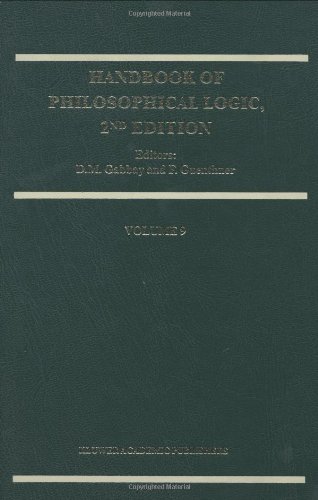 HANDBOOK OF
PHILOSOPHICAL LOGIC,
2ND EDITION
Editors:
D.M. Gabbay and F. Guenthner
VOLUME 9
KLUWER ACADEMIC PUBLISHERS